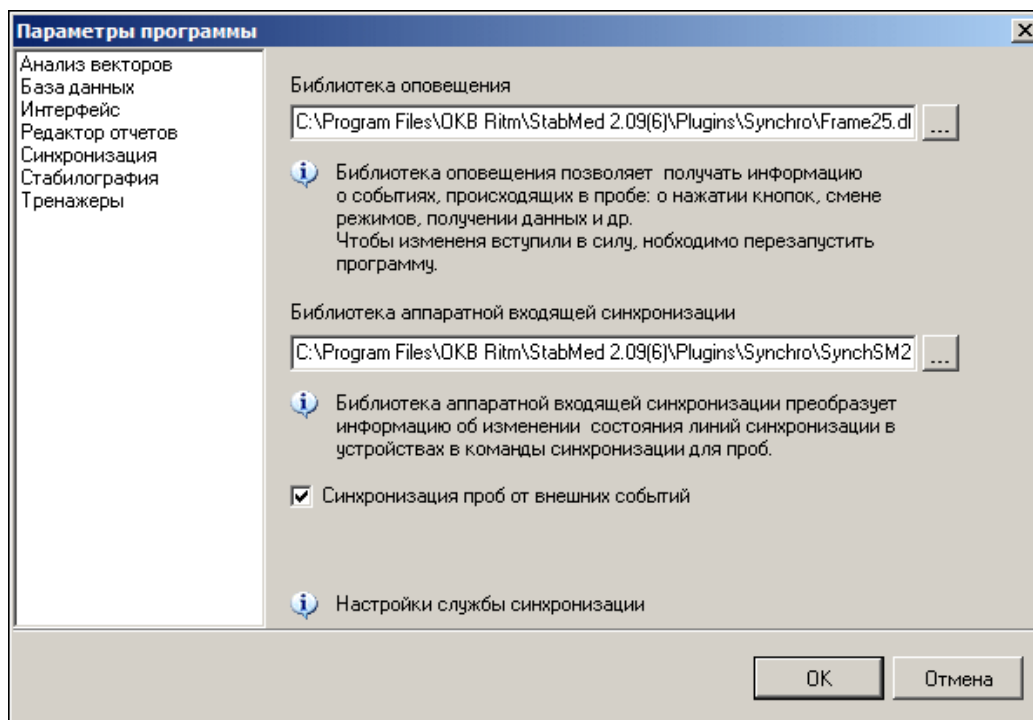 Параметры программы
Анализ векторов
База данных
Интерфейс
Редактор отчетов
Синхронизация
Стабилография
Тренажеры
Библиотека оповещения
C:\Program Files\OKB Ritm\StabMed 2.09(6)\Plugins\Synchro\Frame25.dl
...
Библиотека оповещения позволяет получать информацию
о событиях, происходящих в пробе: о нажатии кнопок, смене
режимов, получении данных и др.
Чтобы измененя вступили в силу, нобходимо перезапустить
программу.
Библиотека аппаратной входящей синхронизации
C:\Program Files\OKB Ritm\StabMed 2.09(6)\Plugins\Synchro\SynchSM2
...
Библиотека аппаратной входящей синхронизации преобразует
информацию об изменении состояния линий синхронизации в
устройствах в команды синхронизации для проб.
Синхронизация проб от внешних событий
Настройки службы синхронизации
OK
Отмена